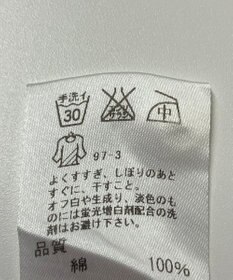 手洗イ
30
エンソサラシ
中
97-3
よくすすぎ、しぼりのあと
すぐに、干すこと。
オフ白や生成り、淡色のも
のには蛍光増白剤配合の洗
剤はお避け下さい。
品質
綿 100%